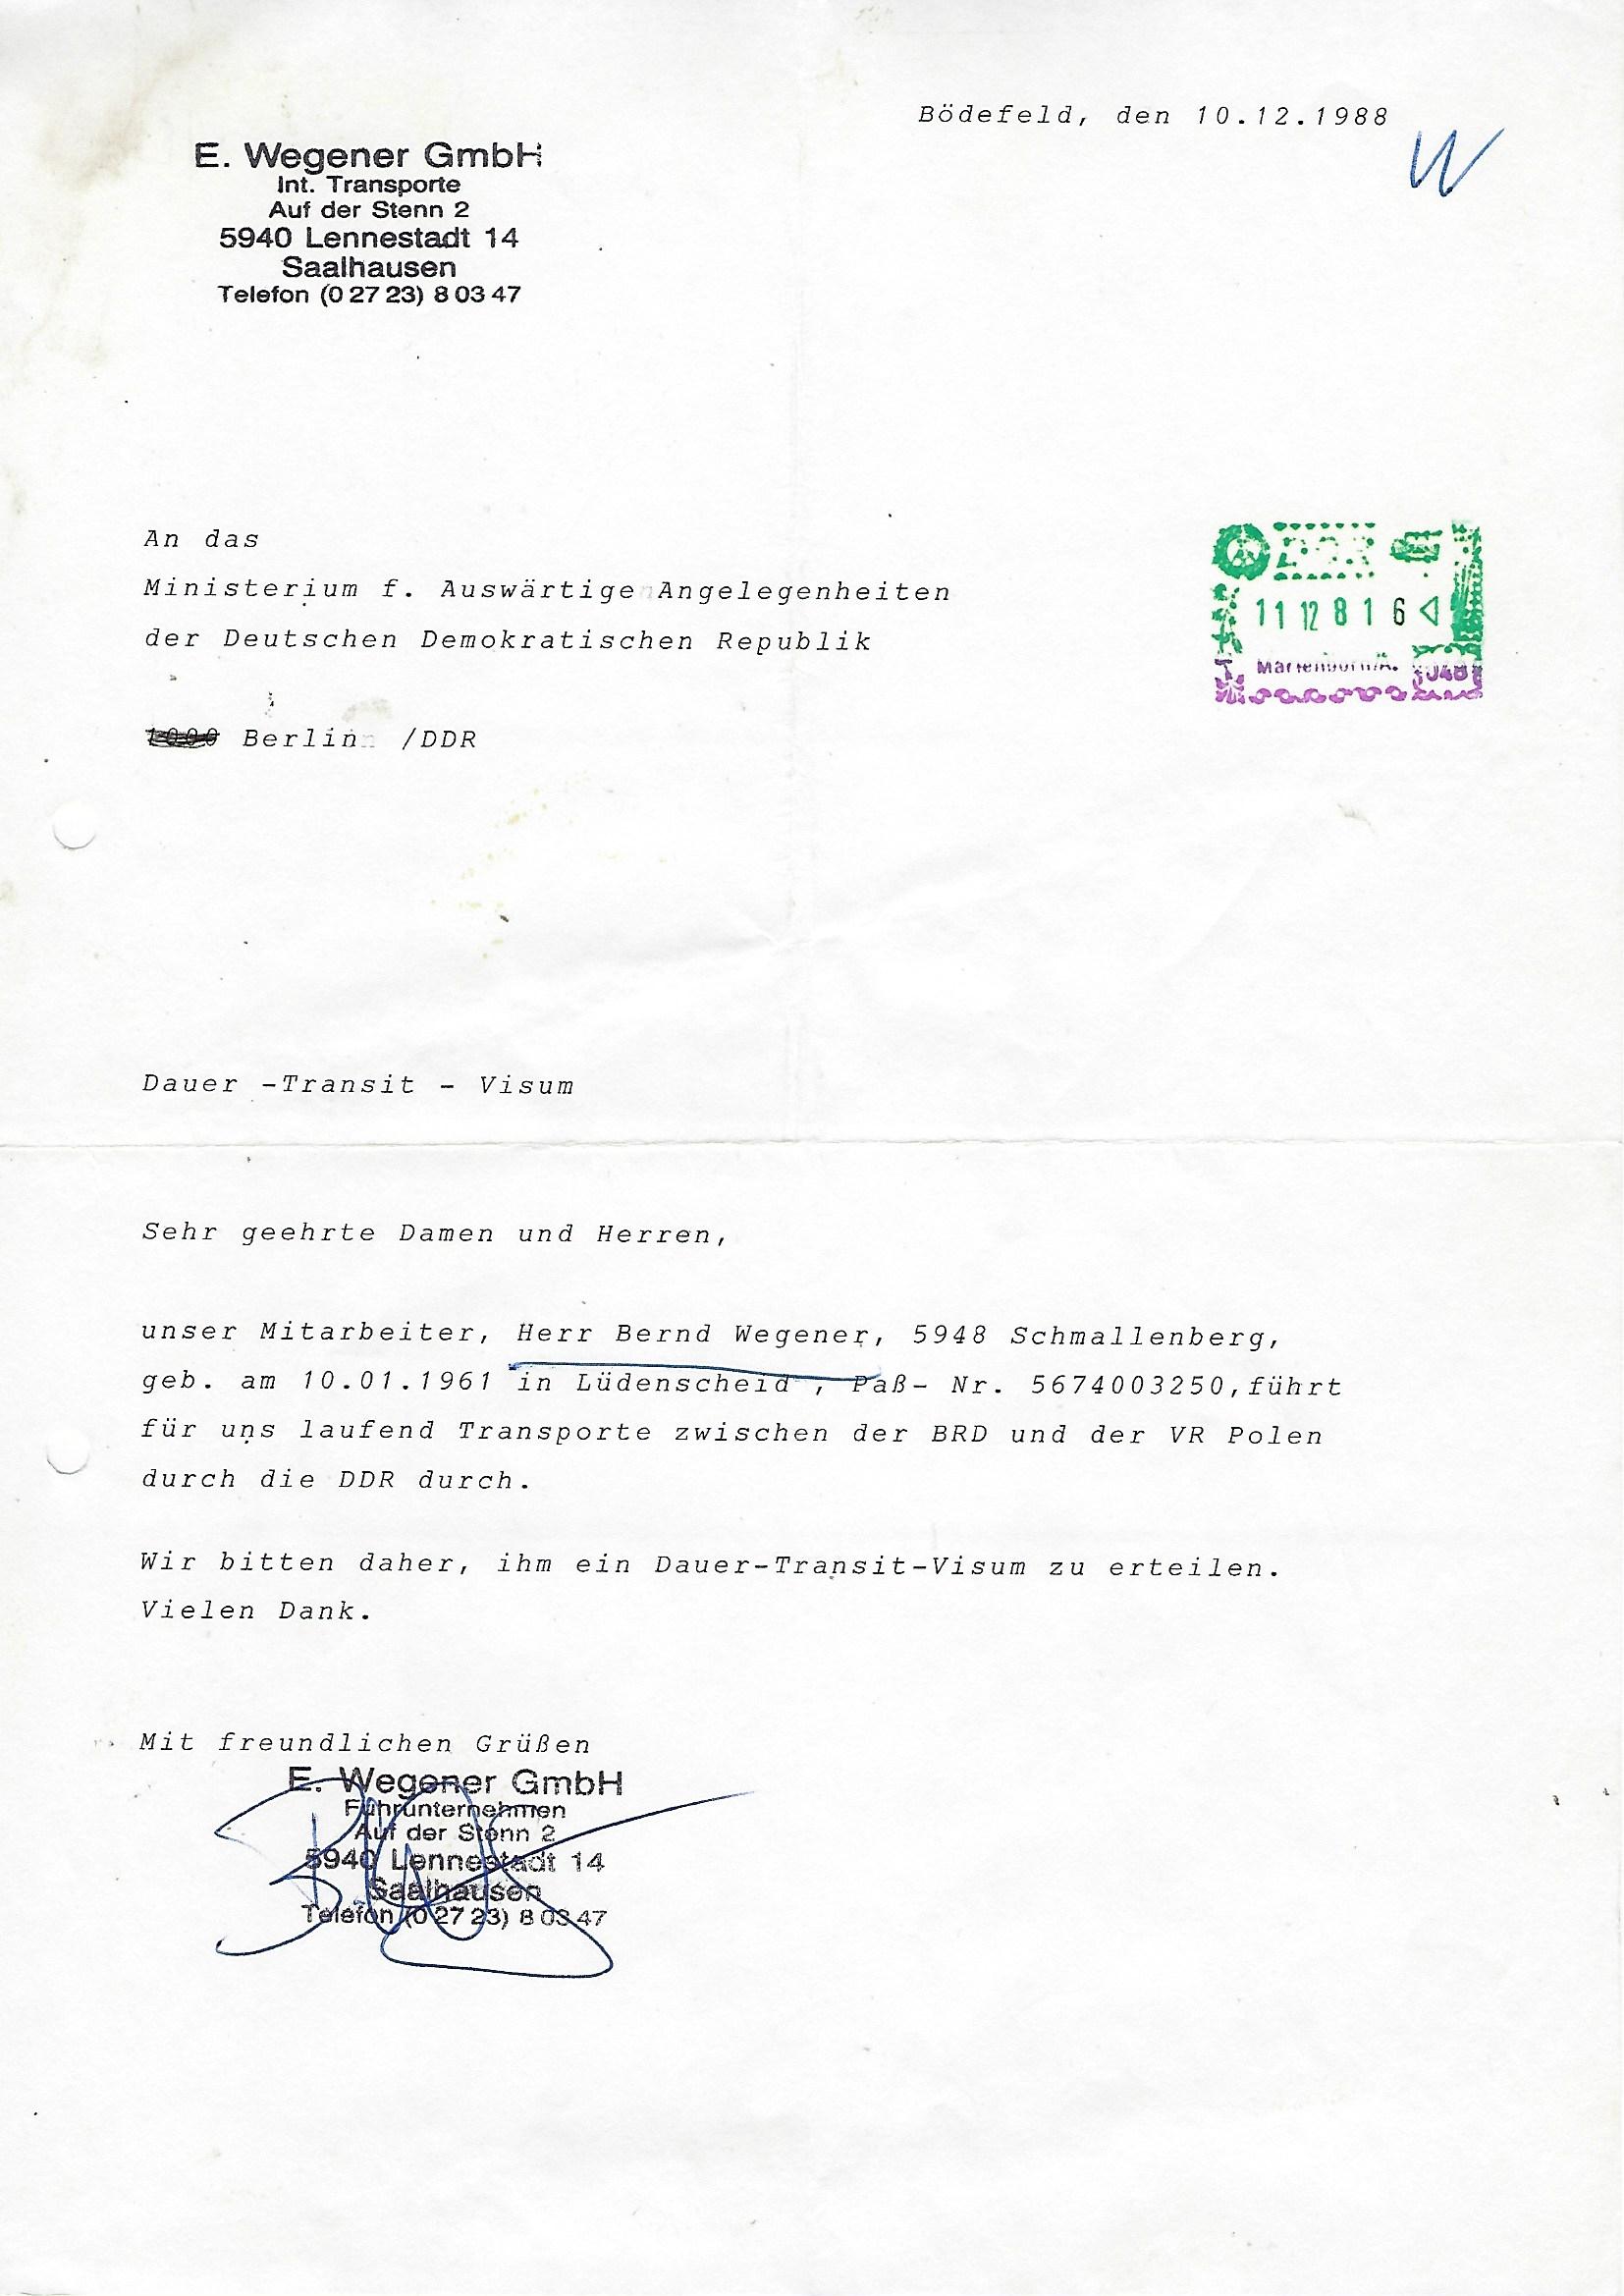 Bödefeld, den 10.12.1988
W
E. Wegener GmbH
Int. Transporte
Auf der Stenn 2
5940 Lennestadt 14
Saalhausen
Telefon (0 27 23) 8 03 47
An das
Ministerium f. Auswärtige Angelegenheiten
der Deutschen Demokratischen Republik
DDR
11 12 8 1 6
Marienborn/A.
1000 Berlin /DDR
Dauer -Transit - Visum
Sehr geehrte Damen und Herren,
unser Mitarbeiter, Herr Bernd Wegener, 5948 Schmallenberg,
geb. am 10.01.1961 in Lüdenscheid , Paß- Nr. 5674003250,führt
für uns laufend Transporte zwischen der BRD und der VR Polen
durch die DDR durch.
Wir bitten daher, ihm ein Dauer-Transit-Visum zu erteilen.
Vielen Dank.
Mit freundlichen Grüßen
E. Wegener GmbH
Fuhrunternehmen
Auf der Stenn 2
5940 Lennestadt 14
Saalhausen
Telefon (0 27 23) 8 03 47